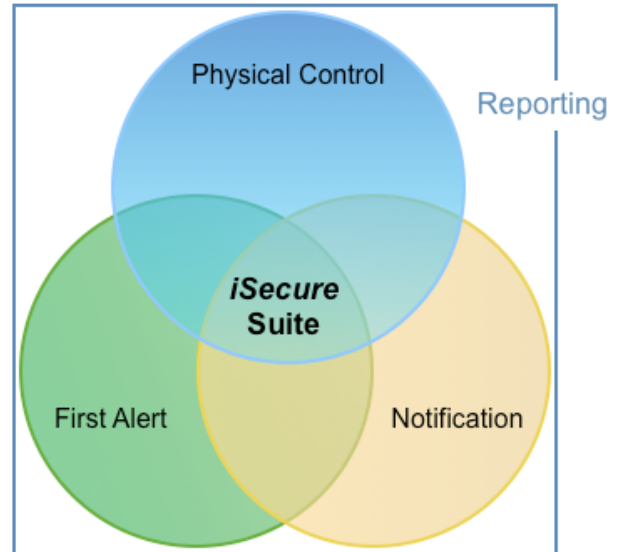 Physical Control
Reporting
iSecure
Suite
First Alert
Notification